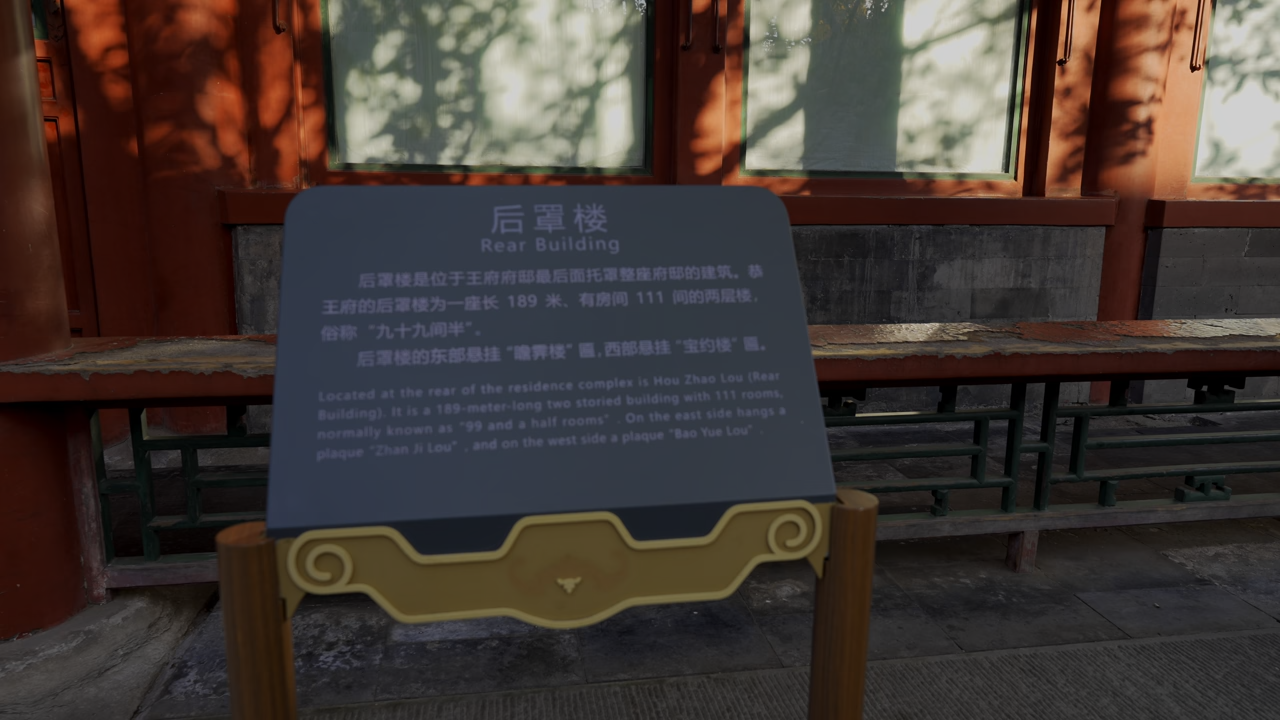 后罩楼
Rear Building
后罩楼是位于王府府邸最后面托罩整座府邸的建筑。恭
王府的后罩楼为一座长 189 米、有房间 111 间的两层楼,
俗称“九十九间半”。
后罩楼的东部悬挂“瞻霁楼”匾,西部悬挂“宝约楼”匾。
Located at the rear of the residence complex is Hou Zhao Lou (Rear
Building). It is a 189-meter-long two storied building with 111 rooms,
normally known as "99 and a half rooms" . On the east side hangs a
plaque "Zhan Ji Lou" , and on the west side a plaque "Bao Yue Lou" .